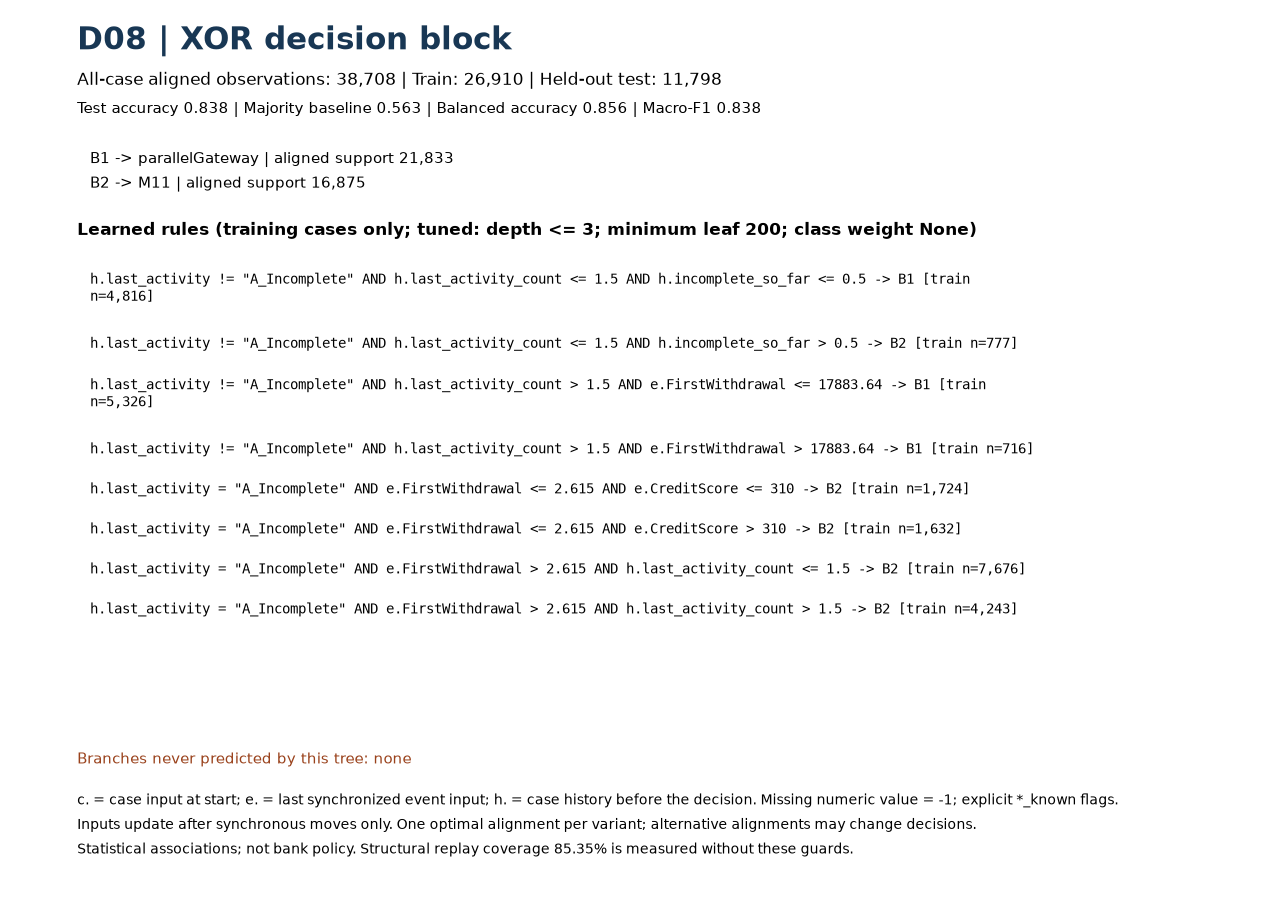 D08 | XOR decision block
All-case aligned observations: 38,708 | Train: 26,910 | Held-out test: 11,798
Test accuracy 0.838 | Majority baseline 0.563 | Balanced accuracy 0.856 | Macro-F1 0.838
B1 -> parallelGateway | aligned support 21,833
B2 -> M11 | aligned support 16,875
Learned rules (training cases only; tuned: depth <= 3; minimum leaf 200; class weight None)
h.last_activity != "A_Incomplete" AND h.last_activity_count <= 1.5 AND h.incomplete_so_far <= 0.5 -> B1 [train
n=4,816]
h.last_activity != "A_Incomplete" AND h.last_activity_count <= 1.5 AND h.incomplete_so_far > 0.5 -> B2 [train n=777]
h.last_activity != "A_Incomplete" AND h.last_activity_count > 1.5 AND e.FirstWithdrawal <= 17883.64 -> B1 [train
n=5,326]
h.last_activity != "A_Incomplete" AND h.last_activity_count > 1.5 AND e.FirstWithdrawal > 17883.64 -> B1 [train n=716]
h.last_activity = "A_Incomplete" AND e.FirstWithdrawal <= 2.615 AND e.CreditScore <= 310 -> B2 [train n=1,724]
h.last_activity = "A_Incomplete" AND e.FirstWithdrawal <= 2.615 AND e.CreditScore > 310 -> B2 [train n=1,632]
h.last_activity = "A_Incomplete" AND e.FirstWithdrawal > 2.615 AND h.last_activity_count <= 1.5 -> B2 [train n=7,676]
h.last_activity = "A_Incomplete" AND e.FirstWithdrawal > 2.615 AND h.last_activity_count > 1.5 -> B2 [train n=4,243]
Branches never predicted by this tree: none
c. = case input at start; e. = last synchronized event input; h. = case history before the decision. Missing numeric value = -1; explicit *_known flags.
Inputs update after synchronous moves only. One optimal alignment per variant; alternative alignments may change decisions.
Statistical associations; not bank policy. Structural replay coverage 85.35% is measured without these guards.